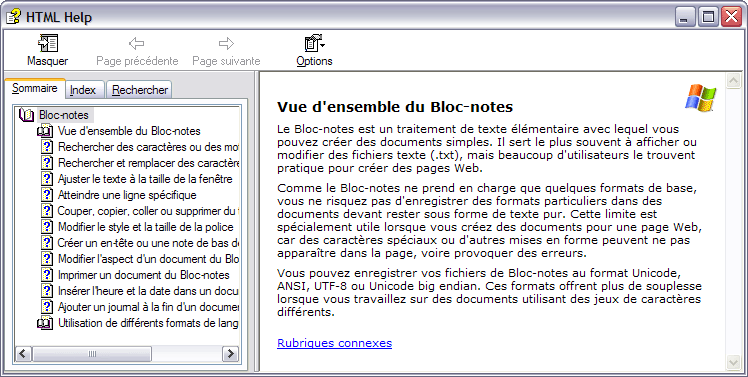 HTML Help
Masquer
Page précédente
Page suivante
Options
Sommaire
Index
Rechercher
Bloc-notes
Vue d'ensemble du Bloc-notes
Rechercher des caractères ou des mo
Rechercher et remplacer des caractère
Ajuster le texte à la taille de la fenêtre
Atteindre une ligne spécifique
Couper, copier, coller ou supprimer du
Modifier le style et la taille de la police
Créer un en-tête ou une note de bas d
Modifier l'aspect d'un document du Blo
Imprimer un document du Bloc-notes
Insérer l'heure et la date dans un docu
Ajouter un journal à la fin d'un documen
Utilisation de différents formats de lang
Vue d'ensemble du Bloc-notes
Le Bloc-notes est un traitement de texte élémentaire avec lequel vous
pouvez créer des documents simples. Il sert le plus souvent à afficher ou
modifier des fichiers texte (.txt), mais beaucoup d'utilisateurs le trouvent
pratique pour créer des pages Web.
Comme le Bloc-notes ne prend en charge que quelques formats de base,
vous ne risquez pas d'enregistrer des formats particuliers dans des
documents devant rester sous forme de texte pur. Cette limite est
spécialement utile lorsque vous créez des documents pour une page Web,
car des caractères spéciaux ou d'autres mises en forme peuvent ne pas
apparaître dans la page, voire provoquer des erreurs.
Vous pouvez enregistrer vos fichiers de Bloc-notes au format Unicode,
ANSI, UTF-8 ou Unicode big endian. Ces formats offrent plus de souplesse
lorsque vous travaillez sur des documents utilisant des jeux de caractères
différents.
Rubriques connexes